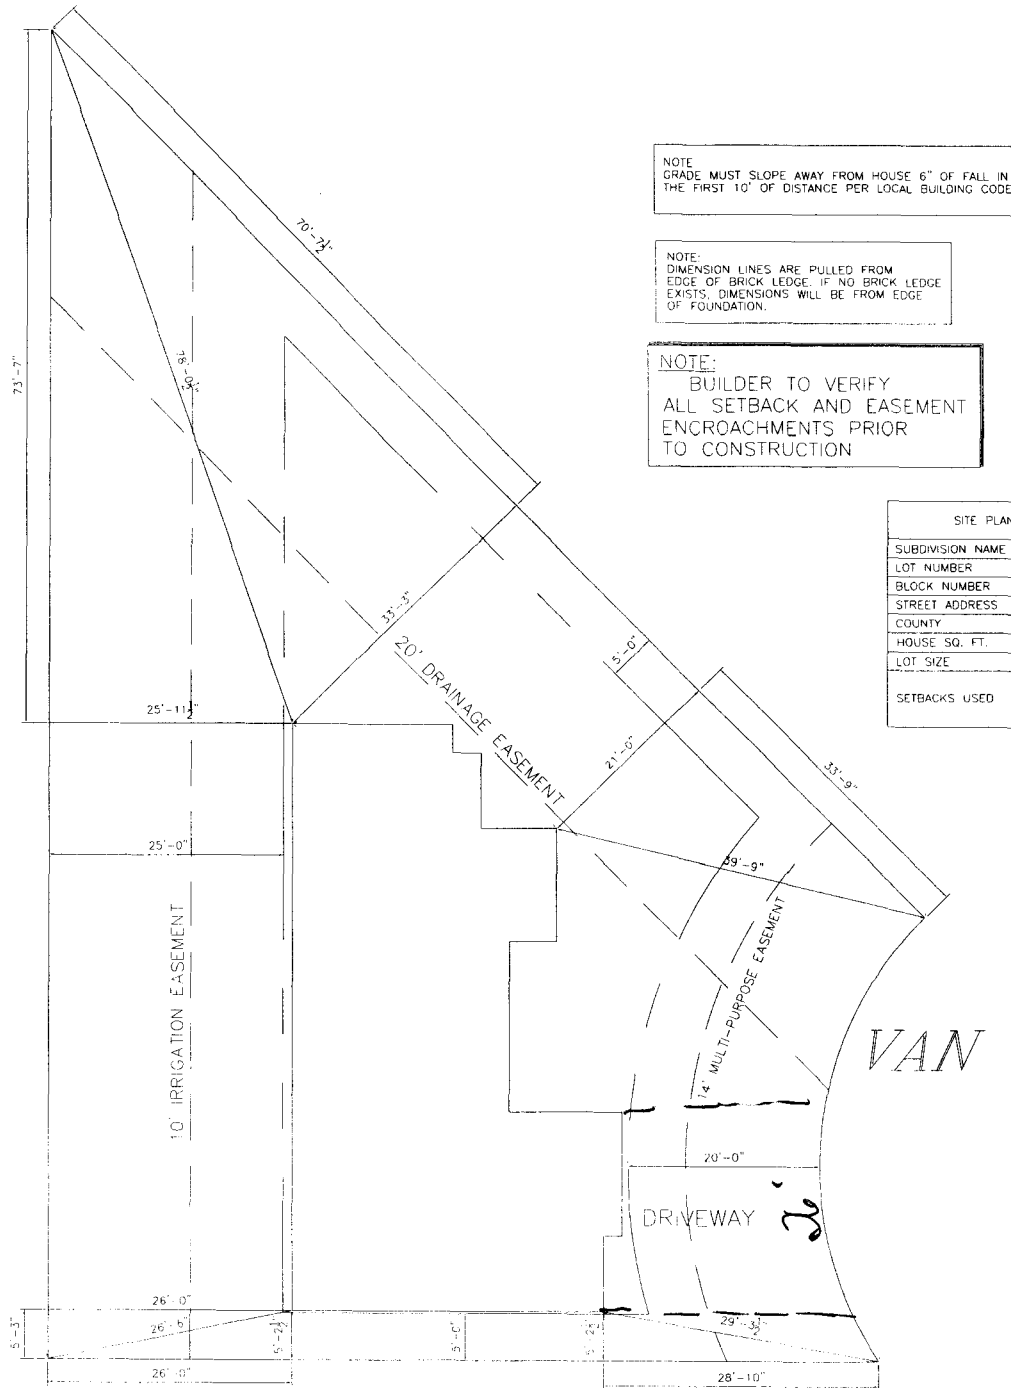 70'-7½"
NOTE
GRADE MUST SLOPE AWAY FROM HOUSE 6" OF FALL IN
THE FIRST 10' OF DISTANCE PER LOCAL BUILDING CODE
NOTE:
DIMENSION LINES ARE PULLED FROM
EDGE OF BRICK LEDGE. IF NO BRICK LEDGE
EXISTS, DIMENSIONS WILL BE FROM EDGE
OF FOUNDATION.
73'-7"
NOTE:
BUILDER TO VERIFY
ALL SETBACK AND EASEMENT
ENCROACHMENTS PRIOR
TO CONSTRUCTION
SITE PLAN
SUBDIVISION NAME
LOT NUMBER
BLOCK NUMBER
STREET ADDRESS
COUNTY
HOUSE SQ. FT.
LOT SIZE
SETBACKS USED
33'-3"
5'-0"
20' DRAINAGE EASEMENT
25'-11½"
21'-0"
33'-9"
25'-0"
39'-9"
10' IRRIGATION EASEMENT
14' MULTI-PURPOSE EASEMENT
VAN
20'-0"
DRIVEWAY
26'-0"
26'-6"
5'-3"
5'-2½"
5'-0"
5'-2½"
29'-3½"
26'-0"
28'-10"